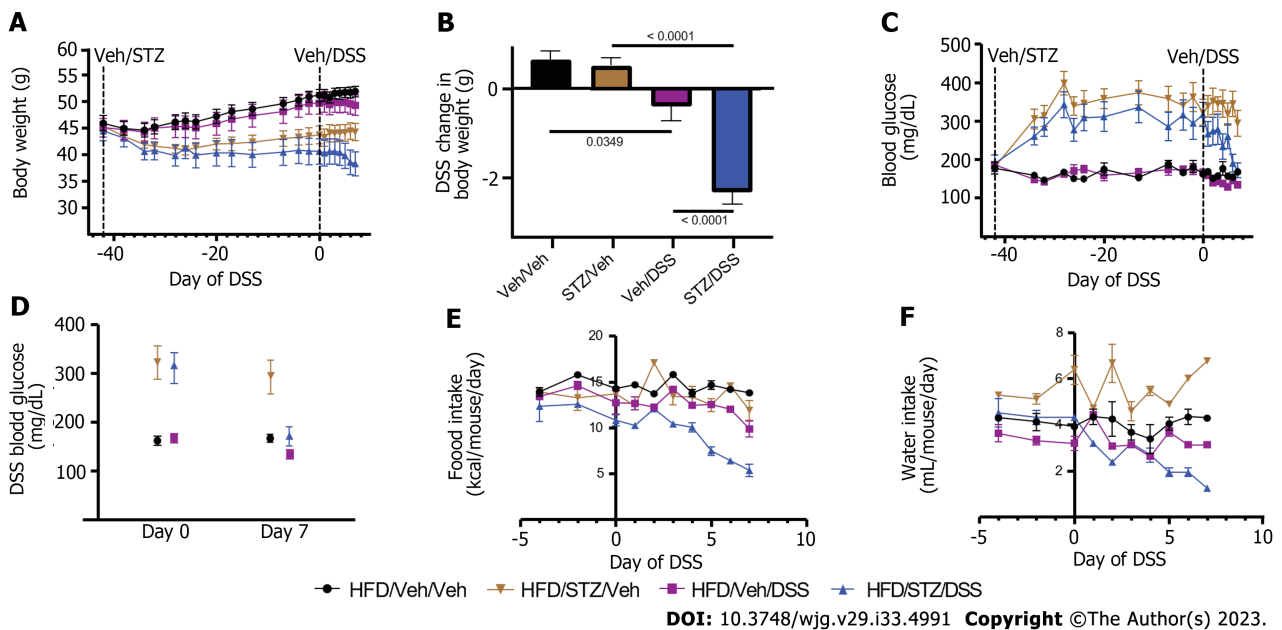 A
Veh/STZ
Veh/DSS
Body weight (g)
60
55
50
45
40
35
30
-40
-20
0
Day of DSS
B
< 0.0001
DSS change in
body weight (g)
0
-2
0.0349
< 0.0001
Veh/Veh
STZ/Veh
Veh/DSS
STZ/DSS
C
Veh/STZ
Veh/DSS
Blood glucose
(mg/dL)
500
400
300
200
100
-40
-20
0
Day of DSS
D
DSS blodd glucose
(mg/dL)
400
300
200
100
Day 0
Day 7
E
Foood intake
(kcal/mouse/day)
20
15
10
5
-5
0
5
10
Day of DSS
F
Water intake
(mL/mouse/day)
8
6
4
2
-5
0
5
10
Day of DSS
HFD/Veh/Veh
HFD/STZ/Veh
HFD/Veh/DSS
HFD/STZ/DSS
DOI: 10.3748/wjg.v29.i33.4991 Copyright ©The Author(s) 2023.